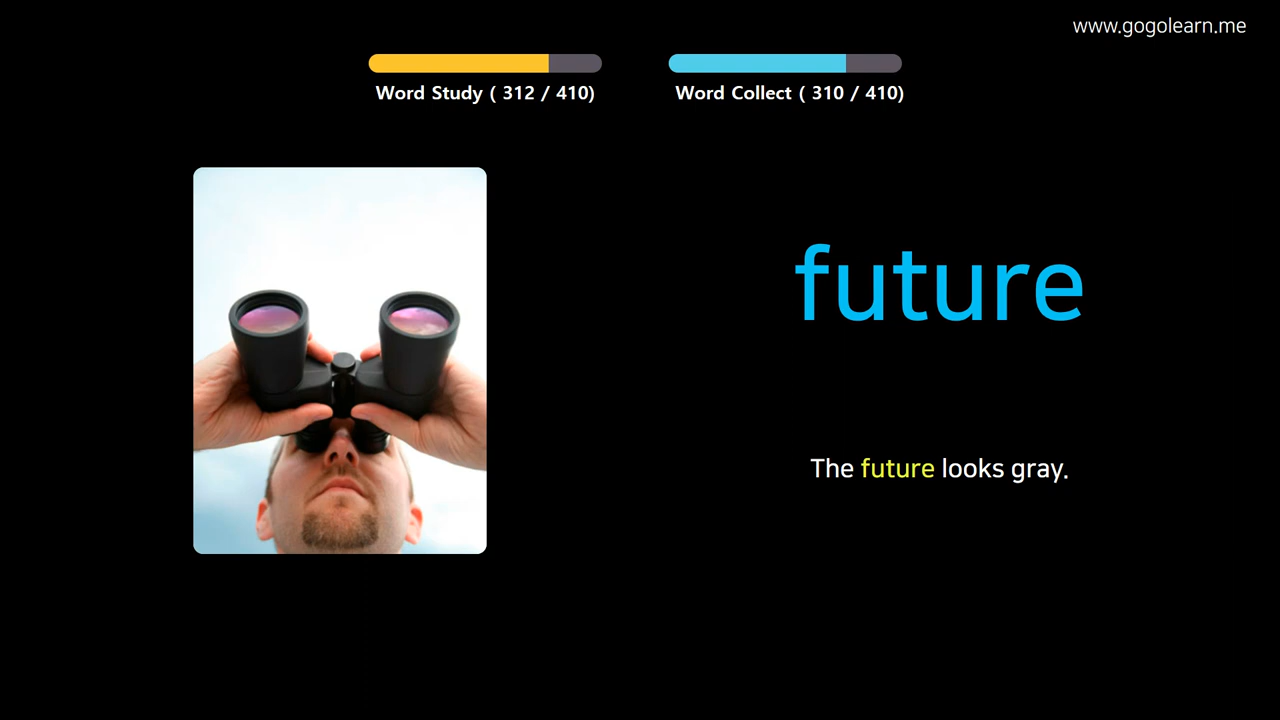 www.gogolearn.me
Word Study ( 312 / 410)
Word Collect ( 310 / 410)
future
The future looks gray.